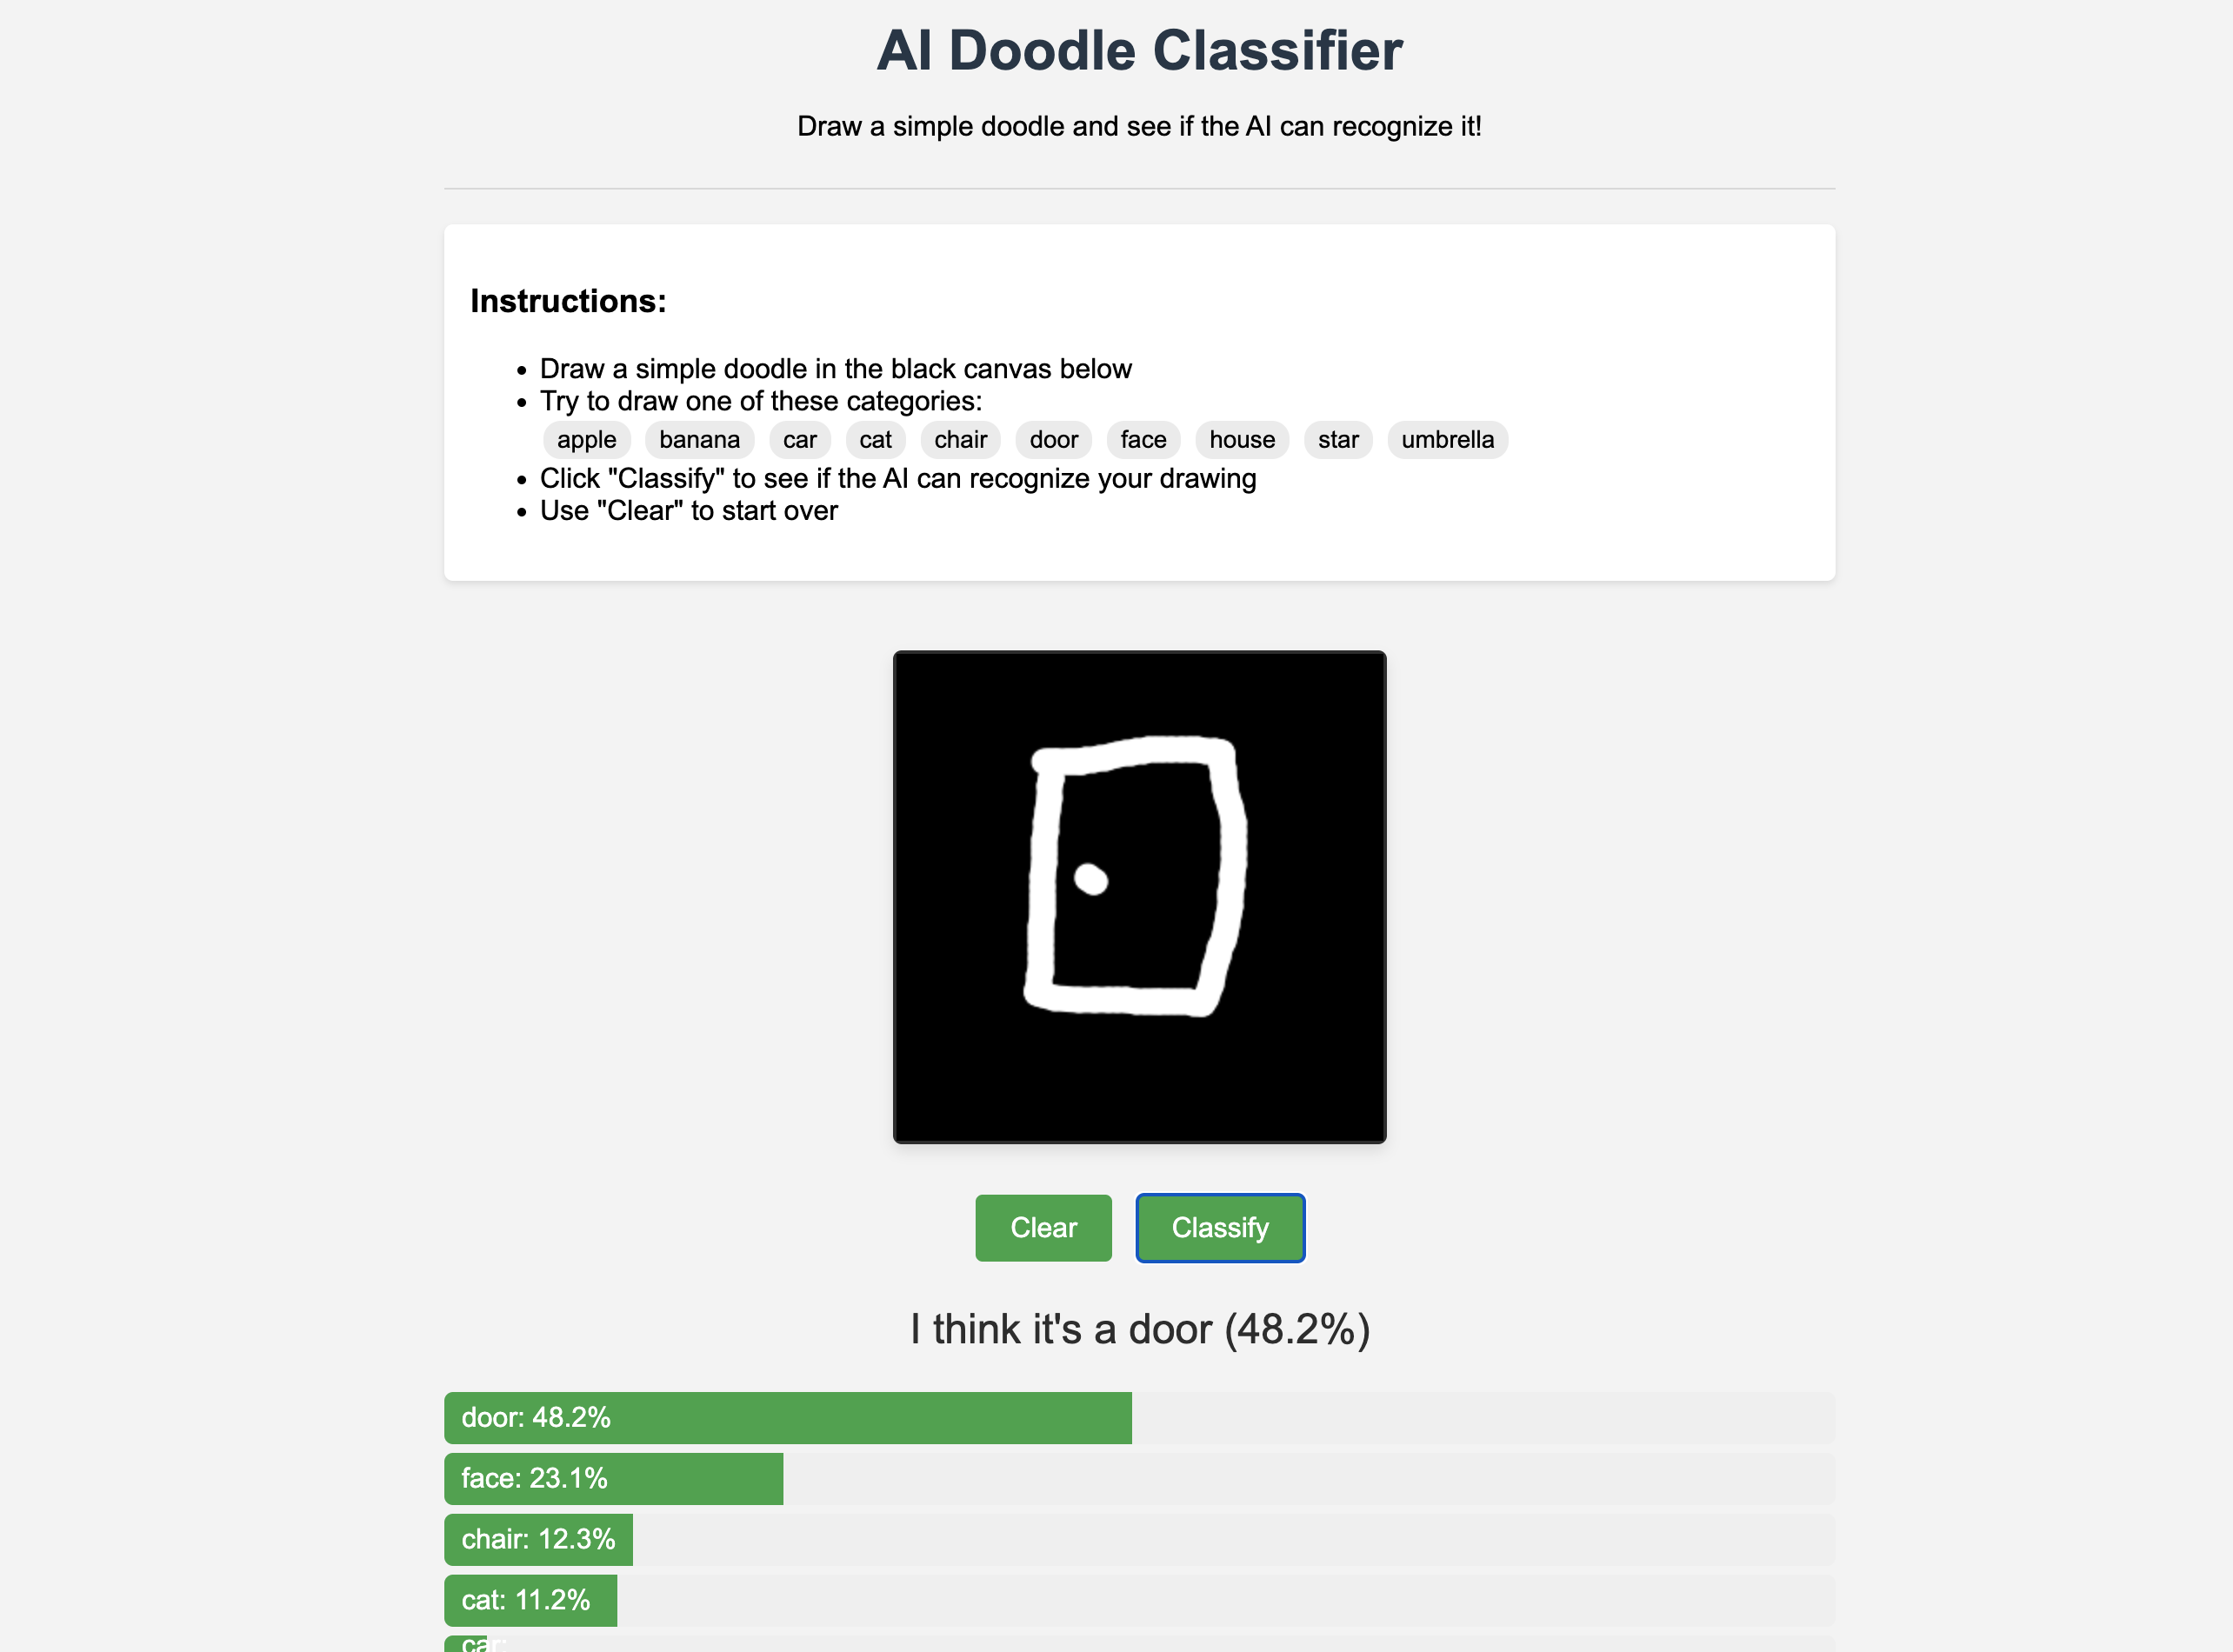 AI Doodle Classifier
Draw a simple doodle and see if the AI can recognize it!
Instructions:
• Draw a simple doodle in the black canvas below
• Try to draw one of these categories:
apple banana car cat chair door face house star umbrella
• Click "Classify" to see if the AI can recognize your drawing
• Use "Clear" to start over
Clear Classify
I think it's a door (48.2%)
door: 48.2%
face: 23.1%
chair: 12.3%
cat: 11.2%
car: